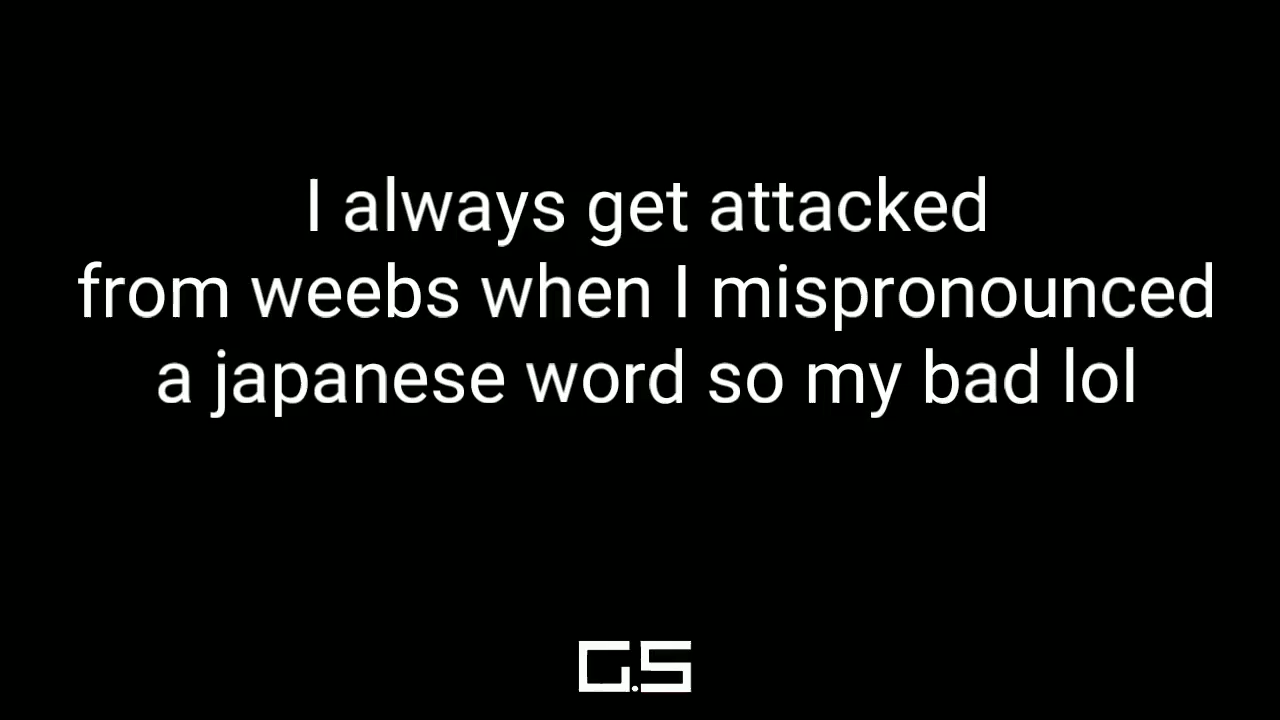 I always get attacked
from weebs when I mispronounced
a japanese word so my bad lol
G.S